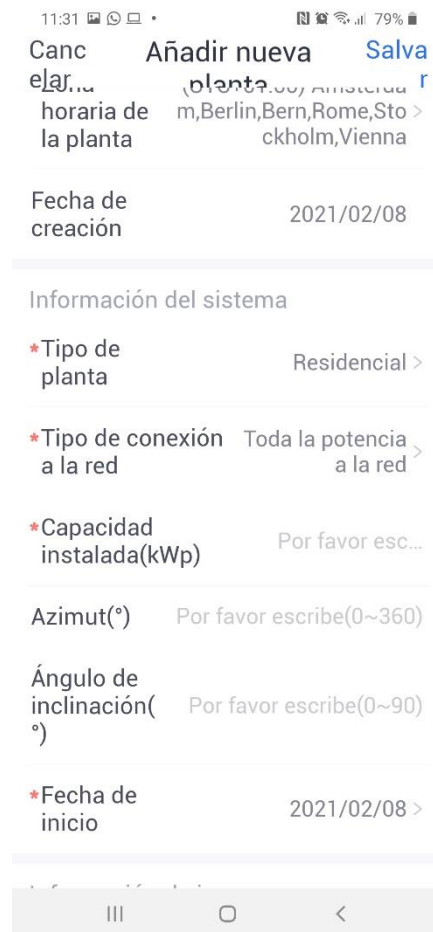 11:31
79%
Canc
elar
Añadir nueva
planta
Salva
r
horaria de
la planta
m,Berlin,Bern,Rome,Sto
ckholm,Vienna
Fecha de
creación
2021/02/08
Información del sistema
*Tipo de
planta
Residencial
*Tipo de conexión
a la red
Toda la potencia
a la red
*Capacidad
instalada(kWp)
Por favor esc...
Azimut(°)
Por favor escribe(0~360)
Ángulo de
inclinación(
°)
Por favor escribe(0~90)
*Fecha de
inicio
2021/02/08